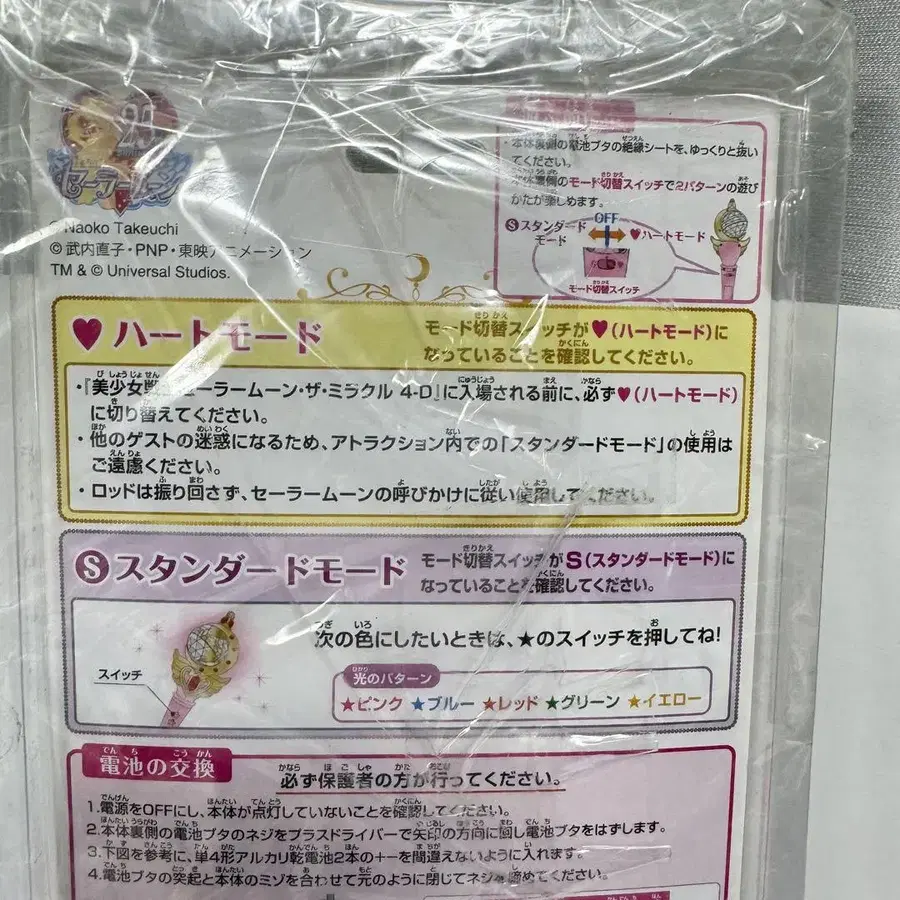 20
セーラームーン
Naoko Takeuchi
© 武内直子・PNP・東映アニメーション
TM & © Universal Studios.
・本体裏側の電池ブタの絶縁シートを、ゆっくりと抜い
てください。
本体裏側のモード切替スイッチで2パターンの遊び
かたが楽しめます。
OFF
Sスタンダード
モード
♥ハートモード
モード切替スイッチ
♥ハートモード
モード切替スイッチが♥(ハートモード)に
なっていることを確認してください。
・『美少女戦 セーラームーン・ザ・ミラクル 4-D』に入場される前に、必ず♥(ハートモード)
に切り替えてください。
・他のゲストの迷惑になるため、アトラクション内での「スタンダードモード」の使用は
ご遠慮ください。
・ロッドは振り回さず、セーラームーンの呼びかけに従い使用してください。
Sスタンダードモード
モード切替スイッチがS(スタンダードモード)に
なっていることを確認してください。
次の色にしたいときは、★のスイッチを押してね!
スイッチ
光のパターン
★ピンク ★ブルー ★レッド ★グリーン ★イエロー
電池の交換
必ず保護者の方が行ってください。
1.電源をOFFにし、本体が点灯していないことを確認してください。
2.本体裏側の電池ブタのネジをプラスドライバーで矢印の方向に回し電池ブタをはずします。
3.下図を参考に、単4形アルカリ乾電池2本の+-を間違えないように入れます。
4.電池ブタの突起と本体のミゾを合わせて元のように閉じてネジを締めてください。